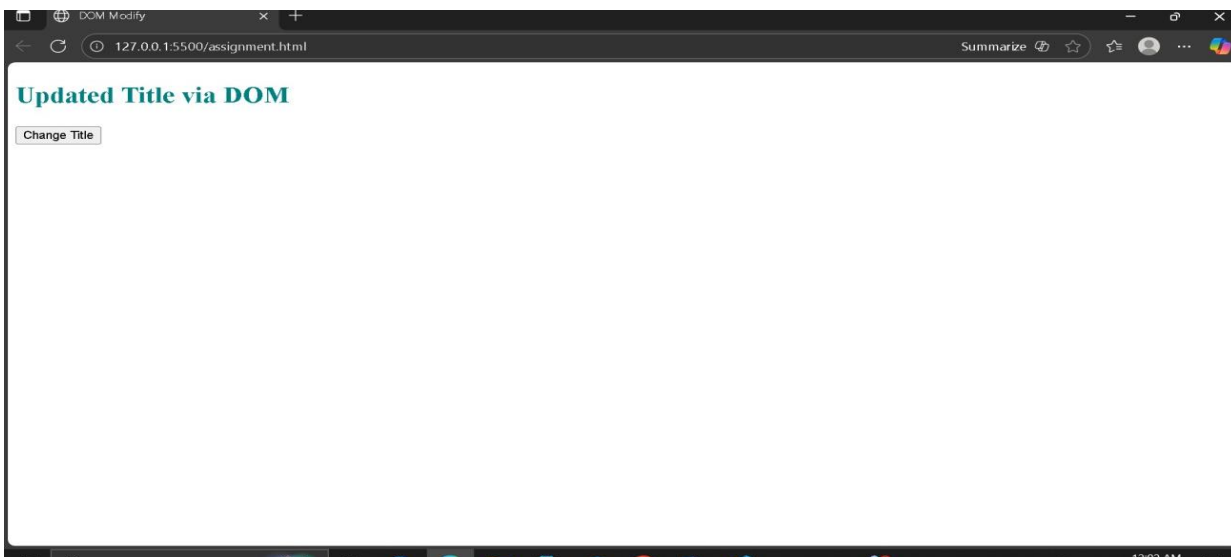 DOM Modify
127.0.0.1:5500/assignment.html
Summarize
Updated Title via DOM
Change Title